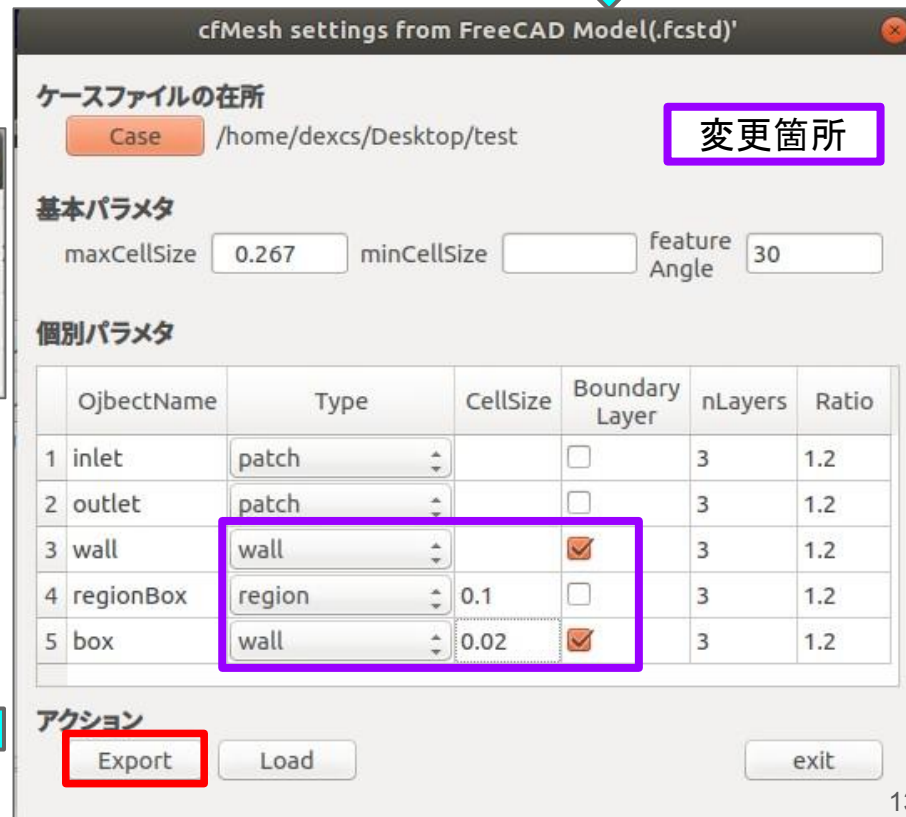 cfMesh settings from FreeCAD Model(.fcstd)'
ケースファイルの在所
Case /home/dexcs/Desktop/test
変更箇所
基本パラメタ
maxCellSize 0.267 minCellSize feature Angle 30
個別パラメタ
OjbectName Type CellSize Boundary Layer nLayers Ratio
1 inlet patch 3 1.2
2 outlet patch 3 1.2
3 wall wall 3 1.2
4 regionBox region 0.1 3 1.2
5 box wall 0.02 3 1.2
アクション
Export Load exit